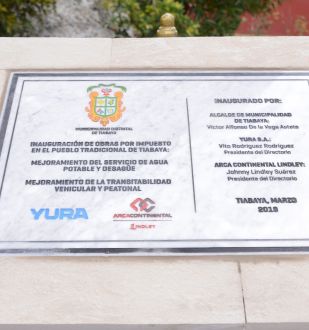 MUNICIPALIDAD DISTRITAL
DE TIABAYA
INAUGURACIÓN DE OBRAS POR IMPUESTO
EN EL PUEBLO TRADICIONAL DE TIABAYA:
MEJORAMIENTO DEL SERVICIO DE AGUA
POTABLE Y DESAGÜE
MEJORAMIENTO DE LA TRANSITABILIDAD
VEHICULAR Y PEATONAL
YURA
ARCACONTINENTAL
LINDLEY
INAUGURADO POR:
ALCALDE DE MUNICIPALIDAD
DE TIABAYA:
Víctor Alfonso De la Vega Astete
YURA S.A.:
Vito Rodríguez Rodríguez
Presidente del Directorio
ARCA CONTINENTAL LINDLEY:
Johnny Lindley Suárez
Presidente del Directorio
TIABAYA, MARZO
2019